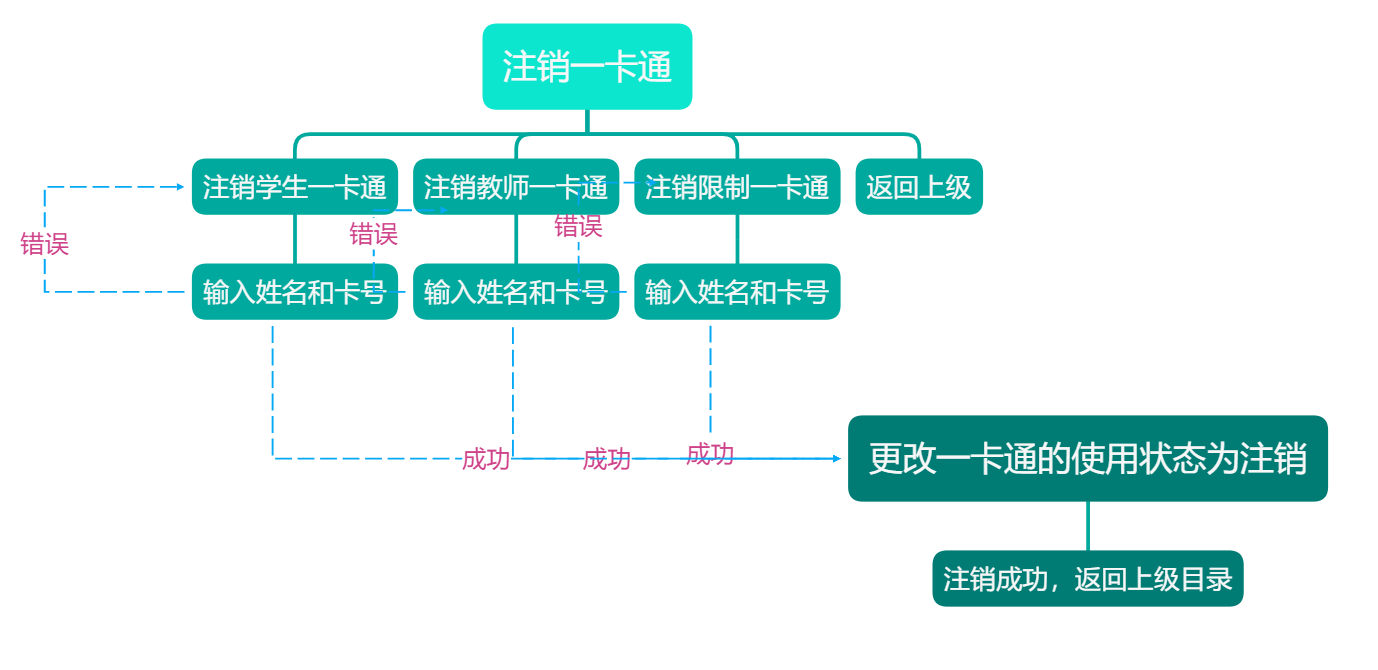 注销一卡通
注销学生一卡通
注销教师一卡通
注销限制一卡通
返回上级
错误
错误
错误
输入姓名和卡号
输入姓名和卡号
输入姓名和卡号
成功
成功
成功
更改一卡通的使用状态为注销
注销成功，返回上级目录